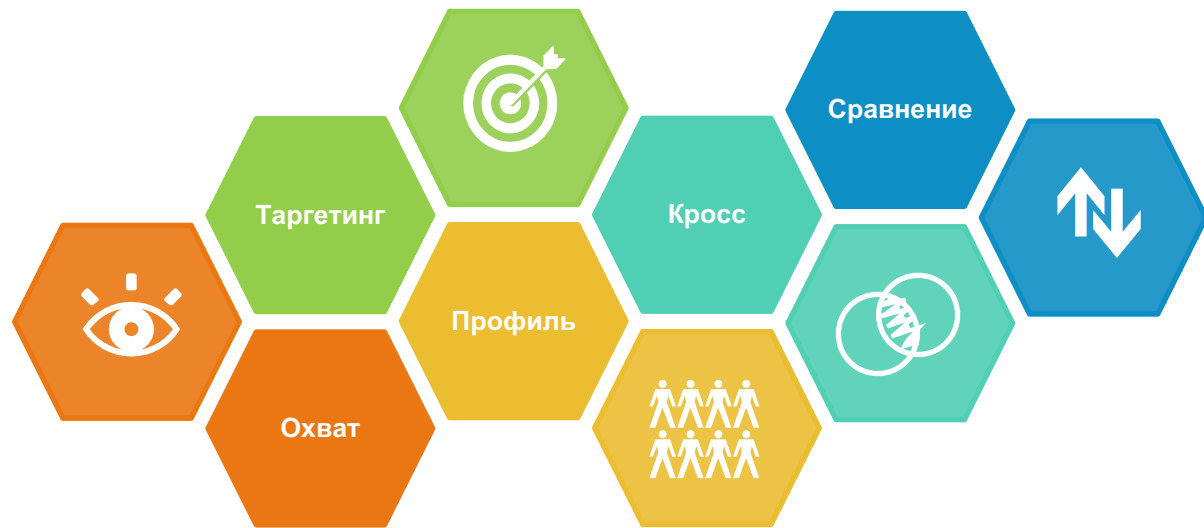 Сравнение
Таргетинг
Кросс
Профиль
Охват